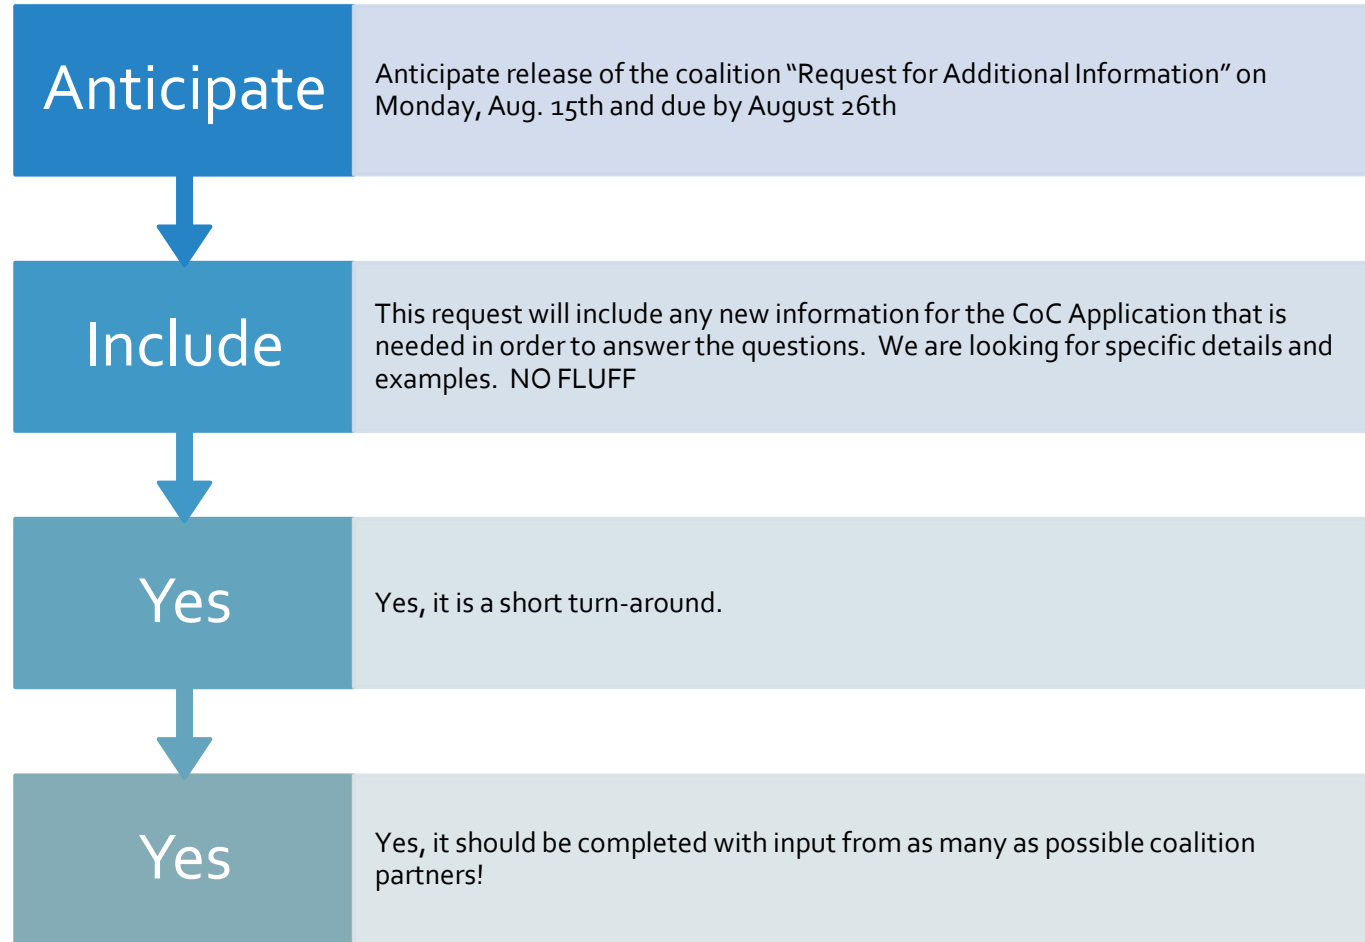 Anticipate
Anticipate release of the coalition “Request for Additional Information” on
Monday, Aug. 15th and due by August 26th
Include
This request will include any new information for the CoC Application that is
needed in order to answer the questions.  We are looking for specific details and
examples.  NO FLUFF
Yes
Yes, it is a short turn-around.
Yes
Yes, it should be completed with input from as many as possible coalition
partners!